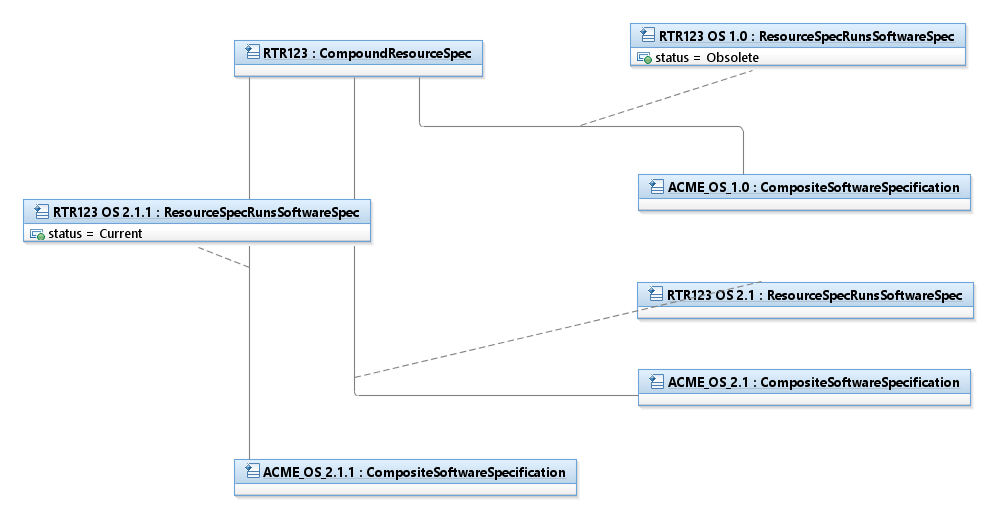 RTR123 OS 1.0 : ResourceSpecRunsSoftwareSpec
status = Obsolete
RTR123 : CompoundResourceSpec
ACME_OS_1.0 : CompositeSoftwareSpecification
RTR123 OS 2.1.1 : ResourceSpecRunsSoftwareSpec
status = Current
RTR123 OS 2.1 : ResourceSpecRunsSoftwareSpec
ACME_OS_2.1 : CompositeSoftwareSpecification
ACME_OS_2.1.1 : CompositeSoftwareSpecification